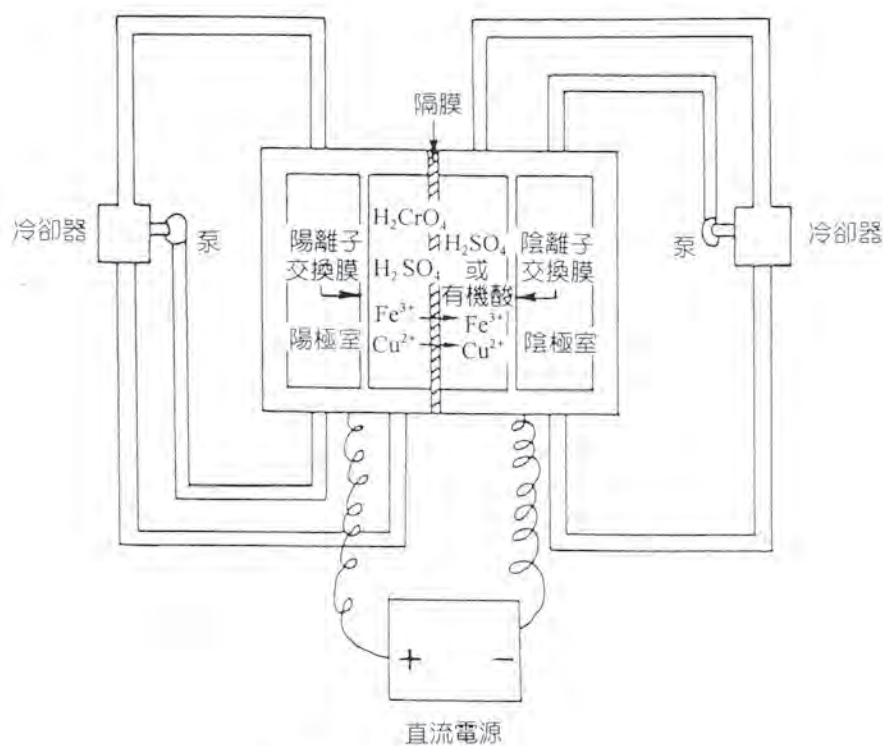 隔膜
冷卻器
泵
陽離子
交換膜
陽極室
H₂CrO₄
H₂SO₄
Fe³⁺
Cu²⁺
H₂SO₄
或
有機酸
Fe³⁺
Cu²⁺
陰離子
交換膜
陰極室
泵
冷卻器
+
−
直流電源